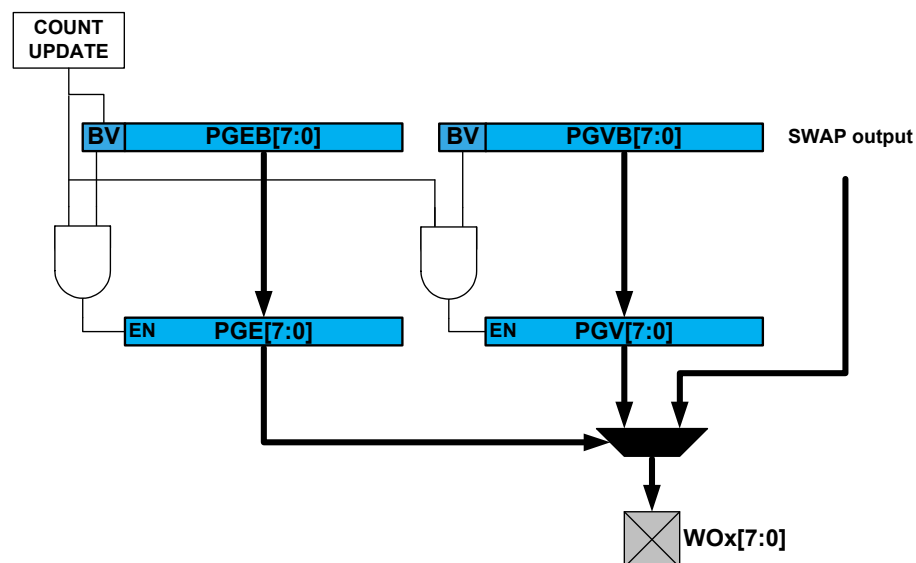 COUNT
UPDATE
BV PGEB[7:0] BV PGVB[7:0] SWAP output
EN PGE[7:0] EN PGV[7:0]
WOx[7:0]